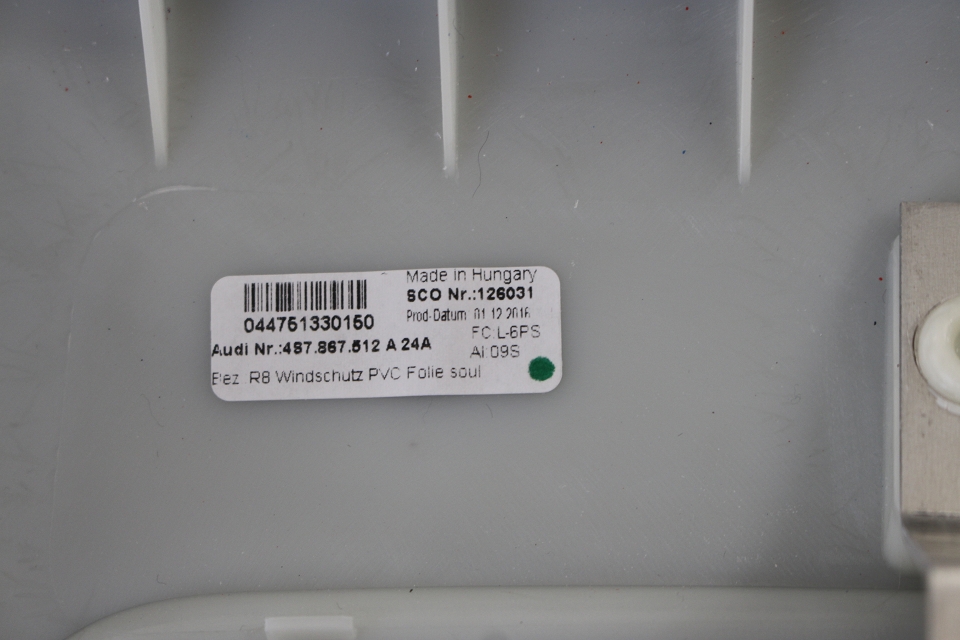 Made in Hungary
SCO Nr.:126031
044751330150
Prod-Datum 01.12.2016
FC:L-6PS
Audi Nr.:4S7.867.512 A 24A
AI:09S
Bez.:R8 Windschutz PVC Folie soul